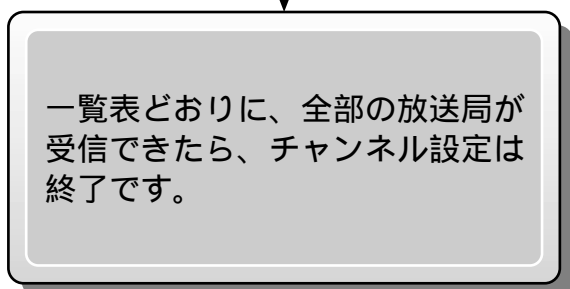 一覧表どおりに、全部の放送局が
受信できたら、チャンネル設定は
終了です。